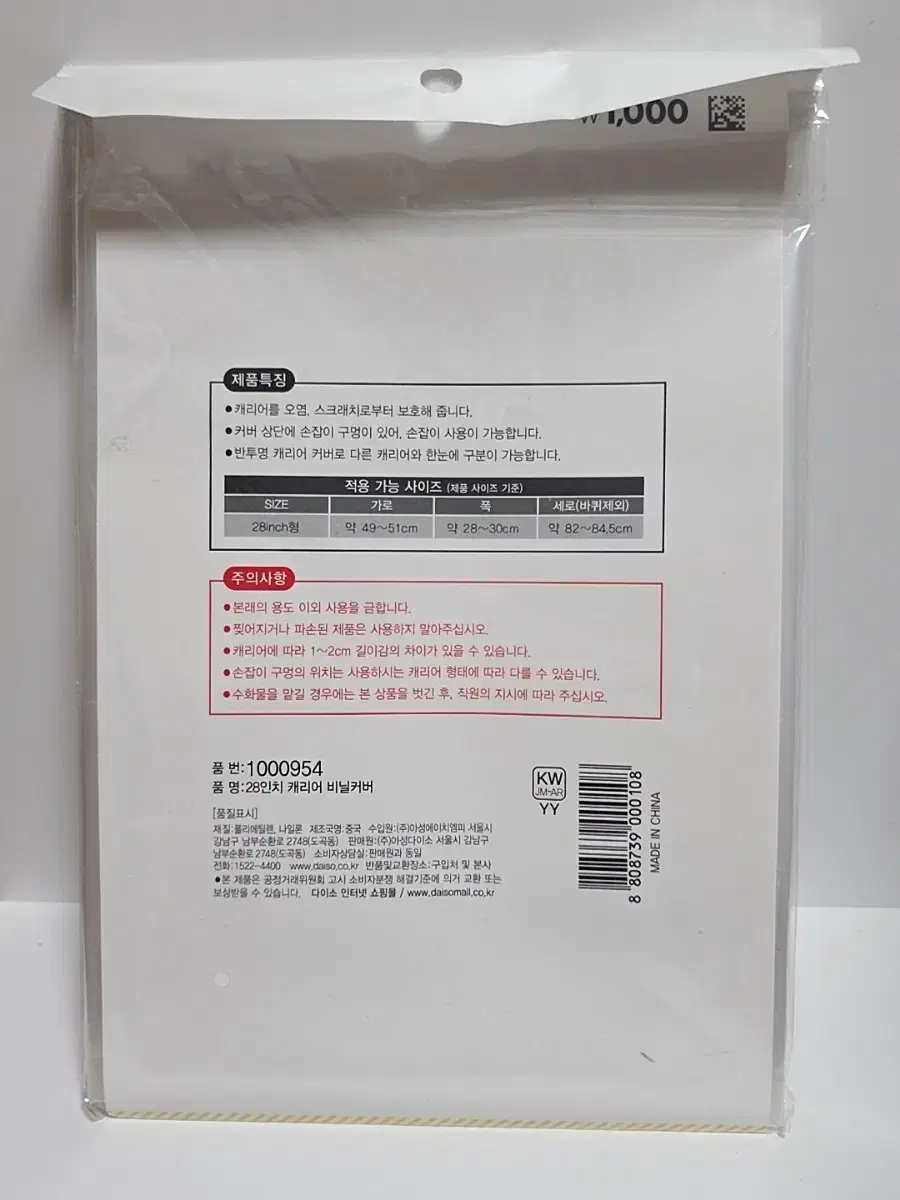 ₩1,000
제품특징
●캐리어를 오염, 스크래치로부터 보호해 줍니다.
●커버 상단에 손잡이 구멍이 있어, 손잡이 사용이 가능합니다.
●반투명 캐리어 커버로 다른 캐리어와 한눈에 구분이 가능합니다.
적용 가능 사이즈 (제품 사이즈 기준)
SIZE 가로 폭 세로(바퀴제외)
28inch형 약 49~51cm 약 28~30cm 약 82~84.5cm
주의사항
●본래의 용도 이외 사용을 금합니다.
●찢어지거나 파손된 제품은 사용하지 말아주십시오.
●캐리어에 따라 1~2cm 길이감의 차이가 있을 수 있습니다.
●손잡이 구멍의 위치는 사용하시는 캐리어 형태에 따라 다를 수 있습니다.
●수화물을 맡길 경우에는 본 상품을 벗긴 후, 직원의 지시에 따라 주십시오.
품 번:1000954
품 명:28인치 캐리어 비닐커버
[품질표시]
재질:폴리에틸렌, 나일론 제조국명:중국 수입원:(주)아성에이치엠피 서울시
강남구 남부순환로 2748(도곡동) 판매원:(주)아성다이소 서울시 강남구
남부순환로 2748(도곡동) 소비자상담실:판매원과 동일
전화:1522-4400 www.daiso.co.kr 반품및교환장소:구입처 및 본사
●본 제품은 공정거래위원회 고시 소비자분쟁 해결기준에 의거 교환 또는
보상받을 수 있습니다. 다이소 인터넷 쇼핑몰 / www.daisomall.co.kr
KW
JM-AR
YY
8 808739 000108
MADE IN CHINA